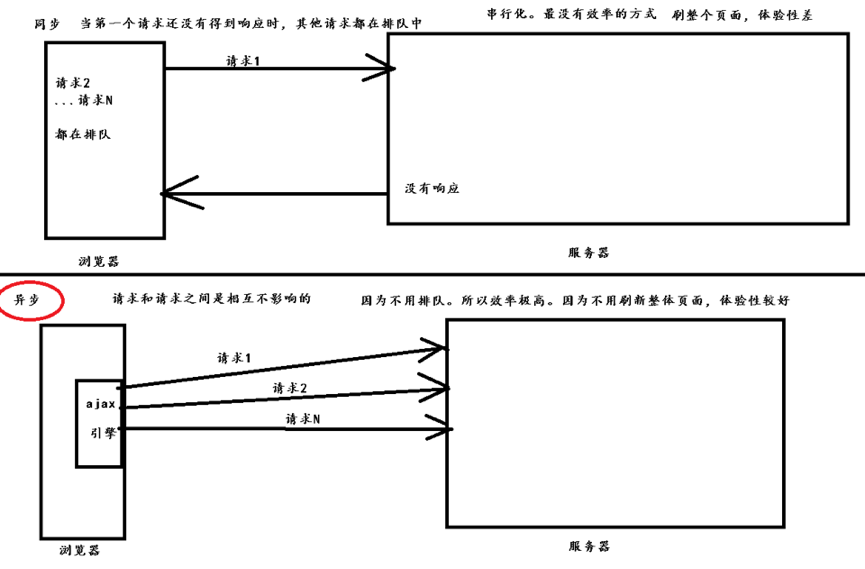 同步 当第一个请求还没有得到响应时，其他请求都在排队中
串行化。最没有效率的方式 刷整个页面，体验性差
请求1
请求2
...请求N
都在排队
没有响应
浏览器
服务器
异步
请求和请求之间是相互不影响的
因为不用排队。所以效率极高。因为不用刷新整体页面，体验性较好
请求1
请求2
请求N
ajax
引擎
浏览器
服务器